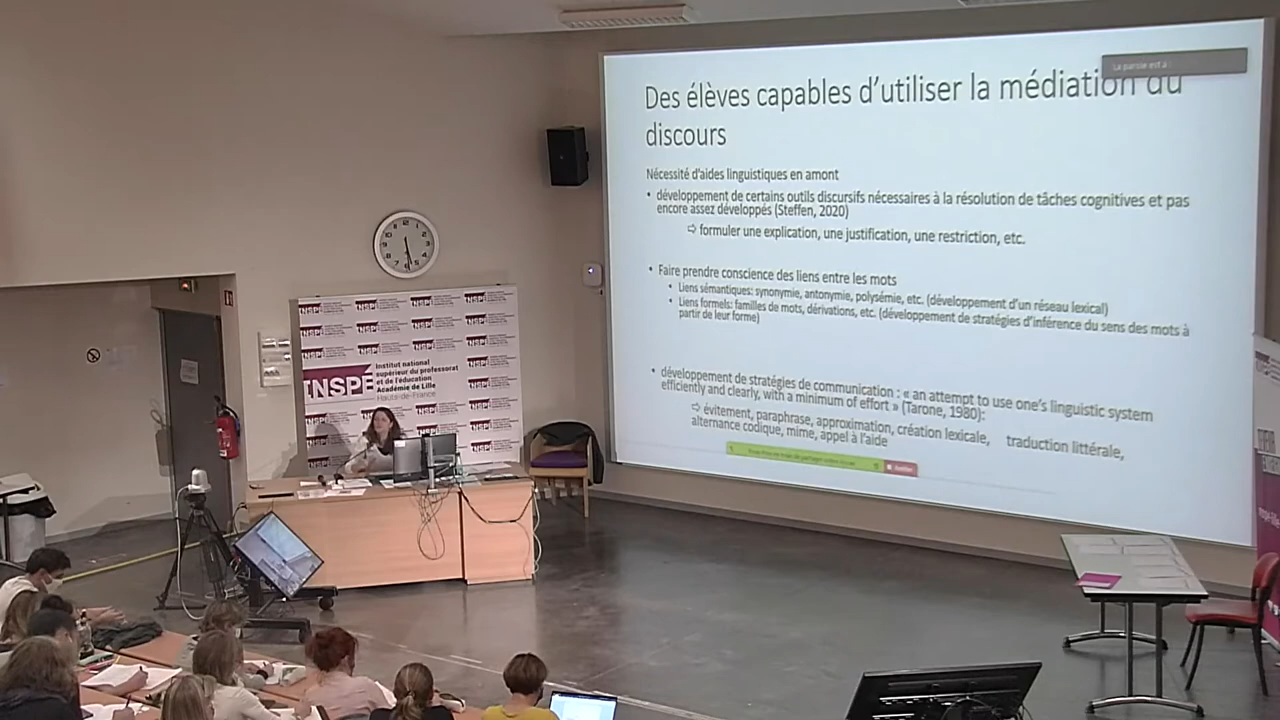 La parole est à :
Des élèves capables d'utiliser la médiation du
discours
Nécessité d'aides linguistiques en amont
• développement de certains outils discursifs nécessaires à la résolution de tâches cognitives et pas
encore assez développés (Steffen, 2020)
⇨ formuler une explication, une justification, une restriction, etc.
• Faire prendre conscience des liens entre les mots
• Liens sémantiques: synonymie, antonymie, polysémie, etc. (développement d'un réseau lexical)
• Liens formels: familles de mots, dérivations, etc. (développement de stratégies d'inférence du sens des mots à
partir de leur forme)
• développement de stratégies de communication : « an attempt to use one's linguistic system
efficiently and clearly, with a minimum of effort » (Tarone, 1980):
⇨ évitement, paraphrase, approximation, création lexicale, traduction littérale,
alternance codique, mime, appel à l'aide
INSPÉ
Institut national
supérieur du professorat
et de l'éducation
Académie de Lille
Hauts-de-France